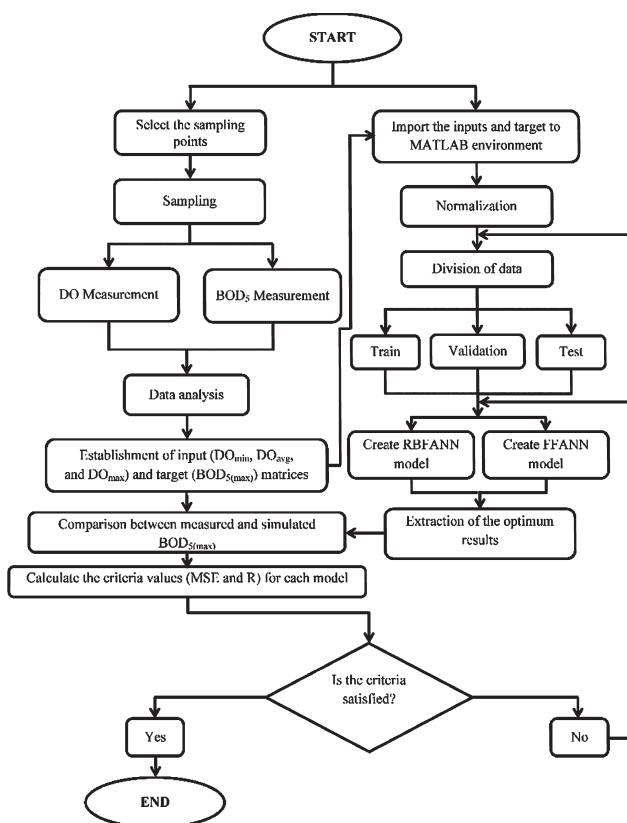 START
Select the sampling
points
Sampling
DO Measurement
BOD₅ Measurement
Data analysis
Establishment of input (DOmin, DOavg,
and DOmax) and target (BOD5(max)) matrices
Comparison between measured and simulated
BOD5(max)
Calculate the criteria values (MSE and R) for each model
Import the inputs and target to
MATLAB environment
Normalization
Division of data
Train
Validation
Test
Create RBFANN
model
Create FFANN
model
Extraction of the optimum
results
Is the criteria
satisfied?
Yes
No
END